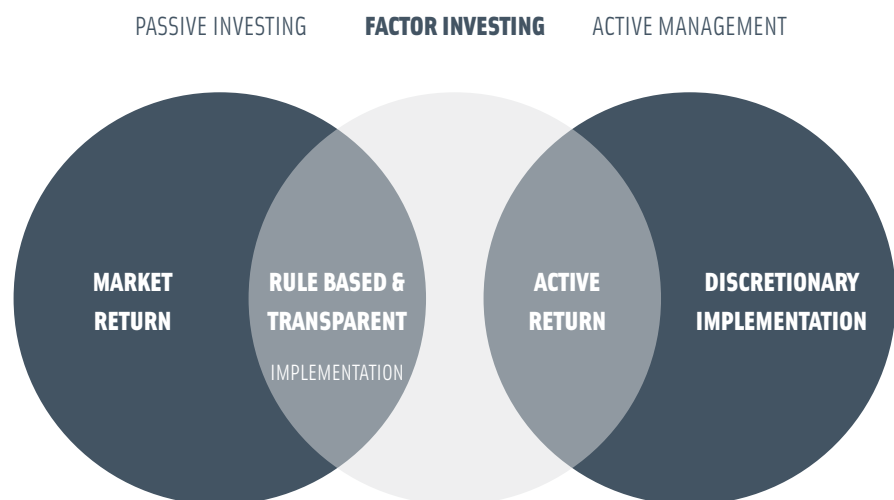 PASSIVE INVESTING FACTOR INVESTING ACTIVE MANAGEMENT
MARKET
RETURN
RULE BASED &
TRANSPARENT
IMPLEMENTATION
ACTIVE
RETURN
DISCRETIONARY
IMPLEMENTATION